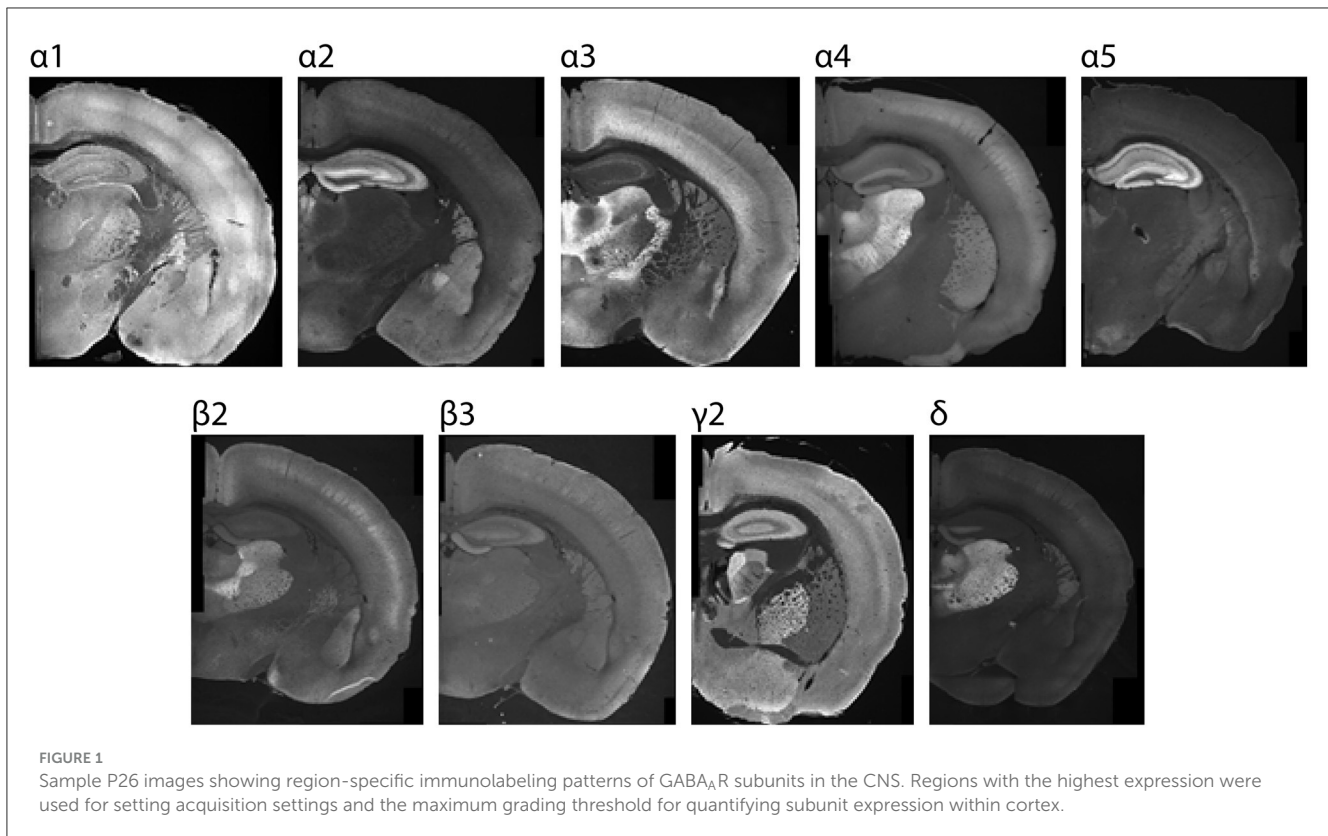 α1 α2 α3 α4 α5
β2 β3 γ2 δ
FIGURE 1
Sample P26 images showing region-specific immunolabeling patterns of GABA_AR subunits in the CNS. Regions with the highest expression were
used for setting acquisition settings and the maximum grading threshold for quantifying subunit expression within cortex.